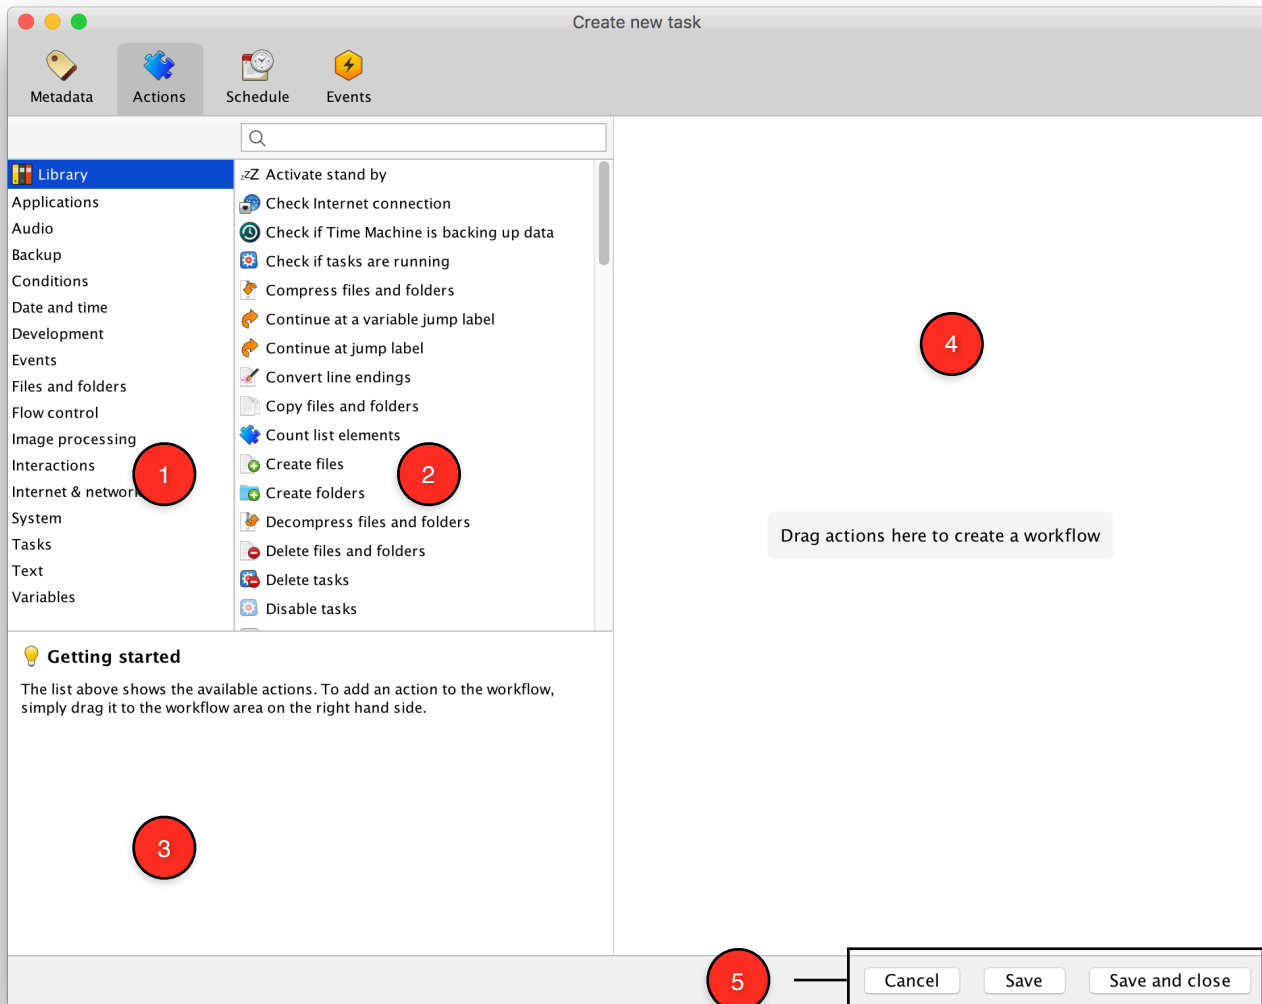 Create new task
Metadata
Actions
Schedule
Events
Library
Applications
Audio
Backup
Conditions
Date and time
Development
Events
Files and folders
Flow control
Image processing
Interactions
Internet & network
System
Tasks
Text
Variables
1
zzZ Activate stand by
Check Internet connection
Check if Time Machine is backing up data
Check if tasks are running
Compress files and folders
Continue at a variable jump label
Continue at jump label
Convert line endings
Copy files and folders
Count list elements
Create files
Create folders
Decompress files and folders
Delete files and folders
Delete tasks
Disable tasks
2
Getting started
The list above shows the available actions. To add an action to the workflow,
simply drag it to the workflow area on the right hand side.
3
4
Drag actions here to create a workflow
5
Cancel
Save
Save and close